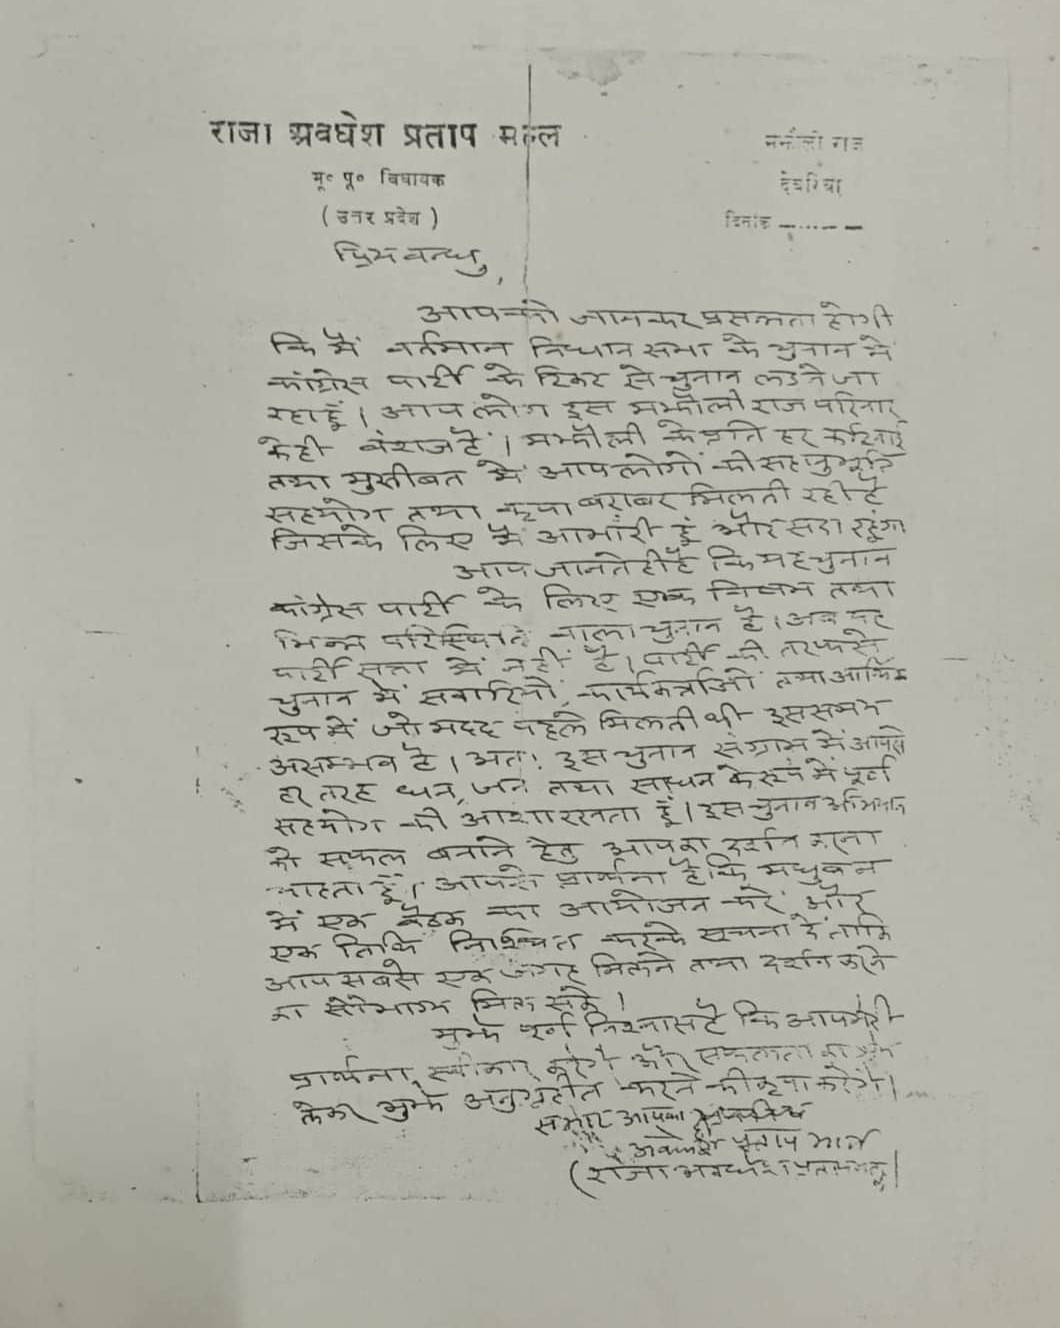 राजा अवधेश प्रताप मल्ल
भू० पू० विधायक
(उत्तर प्रदेश)
मझौली राज
देवरिया
दिनांक
प्रिय बन्धु,
आपको जानकर प्रसन्नता होगी
कि मैं वर्तमान विधान सभा के चुनाव में
कांग्रेस पार्टी के टिकट से चुनाव लडने जा
रहा हूँ। आप लोग इस मझौली राज परिवार
के ही वंशज हैं। मझौली के प्रति हर कठिनाई
तथा मुसीबत में आप लोगों की सहानुभूति
सहयोग तथा कृपा बराबर मिलती रही है
जिसके लिए मैं आभारी हूं और सदा रहूंगा
आप जानते ही हैं कि यह चुनाव
कांग्रेस पार्टी के लिए एक विषम तथा
भिन्न परिस्थिति वाला चुनाव है। अब यह
पार्टी सत्ता में नहीं है। पार्टी की तरफ से
चुनाव में सवारियों, कार्यकर्त्ताओं तथा आर्थिक
रूप में जो मदद पहले मिलती थी इस समय
असम्भव है। अतः इस चुनाव संग्राम में आपसे
हर तरह धन, जन तथा साधन के रूप में पूर्ण
सहयोग की आशा रखता हूं। इस चुनाव अभियान
को सफल बनाने हेतु आपका दर्शन करना
चाहता हूँ। आपसे प्रार्थना है कि मधुबन
में एक बैठक का आयोजन करें और
एक तिथि निश्चित करके सूचना दें ताकि
आप सबसे एक जगह मिलने तथा दर्शन करने
का सौभाग्य मिल सके।
मुझे पूर्ण विश्वास है कि आप मेरी
प्रार्थना स्वीकार करेंगे और सफलता का
लेकर मुझे अनुग्रहीत करने की कृपा करेंगे।
सभार आपका
अवधेश प्रताप मल्ल
(राजा अवधेश प्रताप मल्ल)